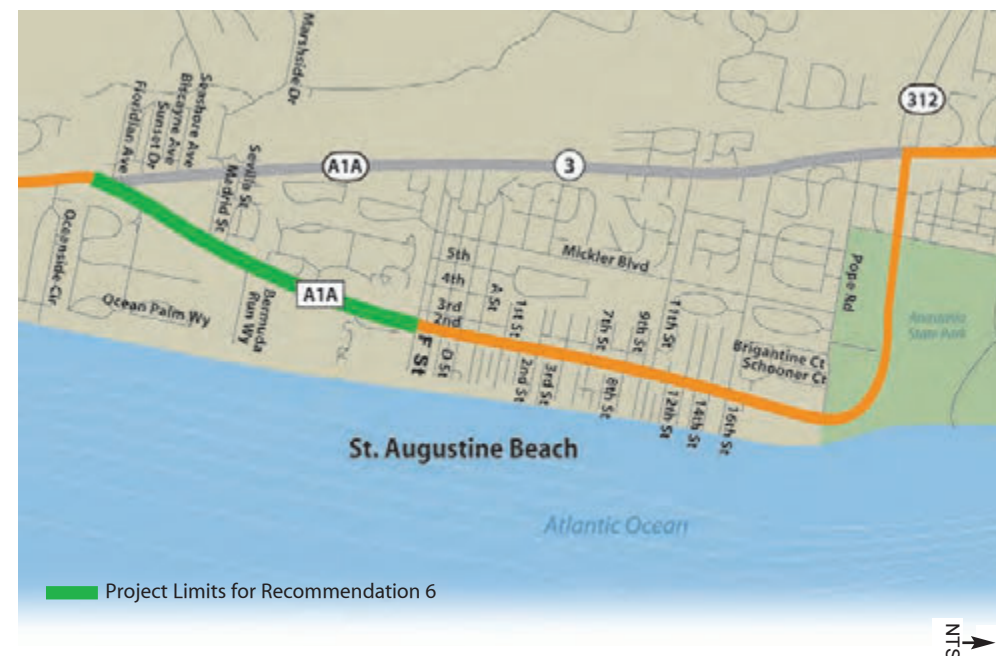 Marshside Dr
Seashore Ave
Biscayne Ave
Sunset Dr
Floridian Ave
312
A1A
3
Sevilla St
Madrid St
Oceanside Cir
5th
Mickler Blvd
4th
A St
3rd
2nd
1st St
7th St
9th St
11th St
Pope Rd
Anastasia
State Park
A1A
Ocean Palm Wy
Bermuda
Run Wy
F St
D St
2nd St
3rd St
8th St
12th St
14th St
16th St
Brigantine Ct
Schooner Ct
St. Augustine Beach
Atlantic Ocean
Project Limits for Recommendation 6
NTS